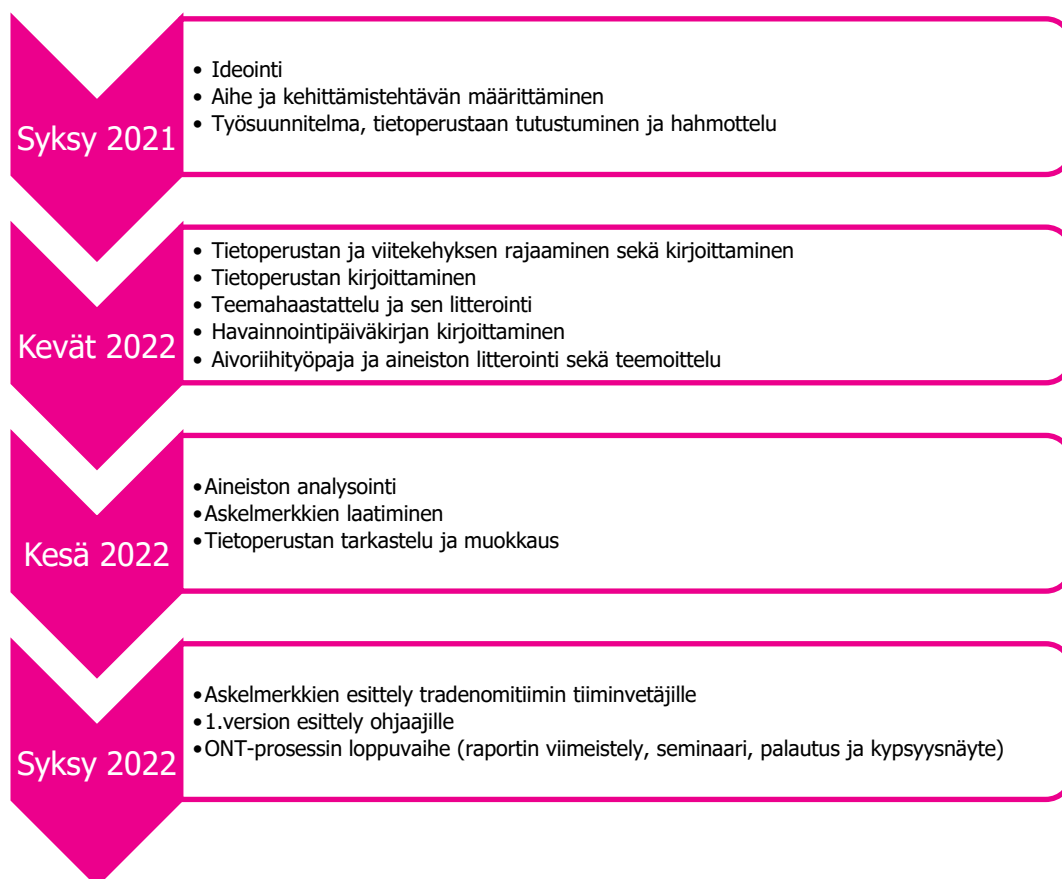 Syksy 2021
• Ideointi
• Aihe ja kehittämistehtävän määrittäminen
• Työsuunnitelma, tietoperustaan tutustuminen ja hahmottelu
Kevät 2022
• Tietoperustan ja viitekehyksen rajaaminen sekä kirjoittaminen
• Tietoperustan kirjoittaminen
• Teemahaastattelu ja sen litterointi
• Havainnointipäiväkirjan kirjoittaminen
• Aivoriihityöpaja ja aineiston litterointi sekä teemoittelu
Kesä 2022
•Aineiston analysointi
•Askelmerkkien laatiminen
•Tietoperustan tarkastelu ja muokkaus
Syksy 2022
•Askelmerkkien esittely tradenomitiimin tiiminvetäjille
•1.version esittely ohjaajille
•ONT-prosessin loppuvaihe (raportin viimeistely, seminaari, palautus ja kypsyysnäyte)